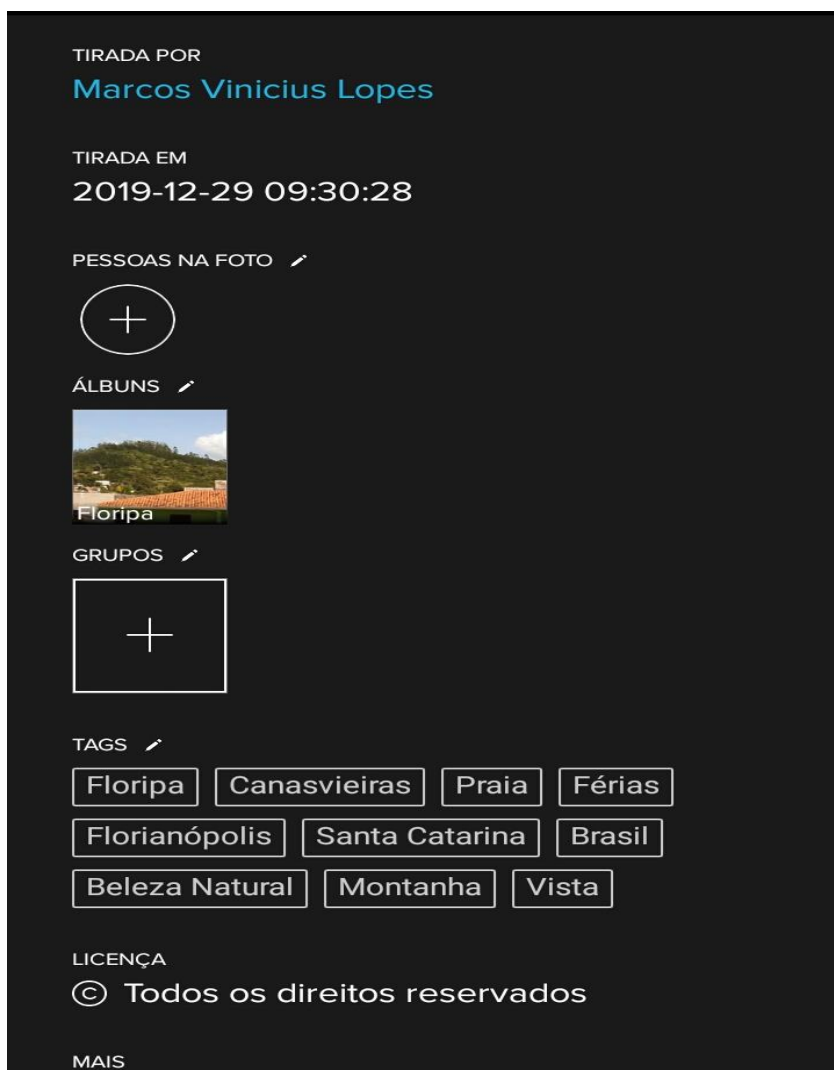 TIRADA POR
Marcos Vinicius Lopes
TIRADA EM
2019-12-29 09:30:28
PESSOAS NA FOTO
ÁLBUNS
Floripa
GRUPOS
TAGS
Floripa Canasvieiras Praia Férias
Florianópolis Santa Catarina Brasil
Beleza Natural Montanha Vista
LICENÇA
© Todos os direitos reservados
MAIS